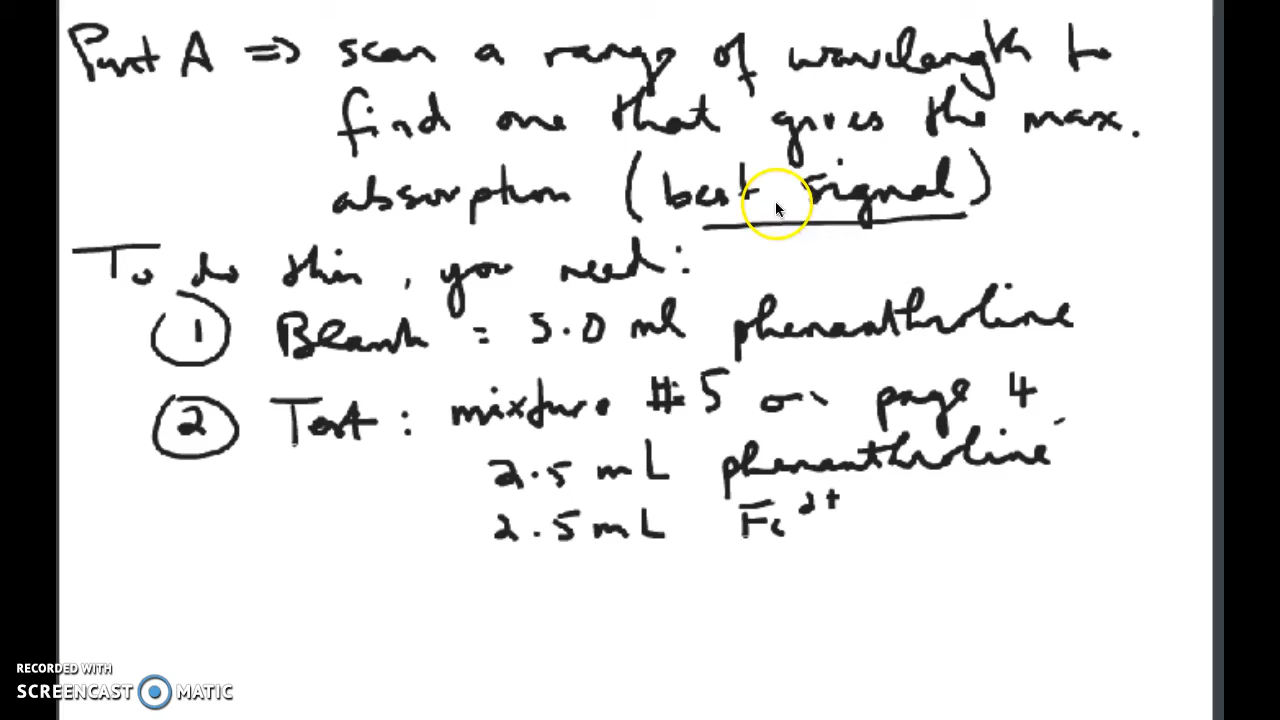 Part A => scan a range of wavelength to
find one that gives the max.
absorption (best signal)
To do this, you need:
1 Blank = 5.0 ml phenanthroline
2 Test: mixture #5 on page 4
2.5 mL phenanthroline
2.5 mL Fe²⁺
RECORDED WITH
SCREENCAST MATIC